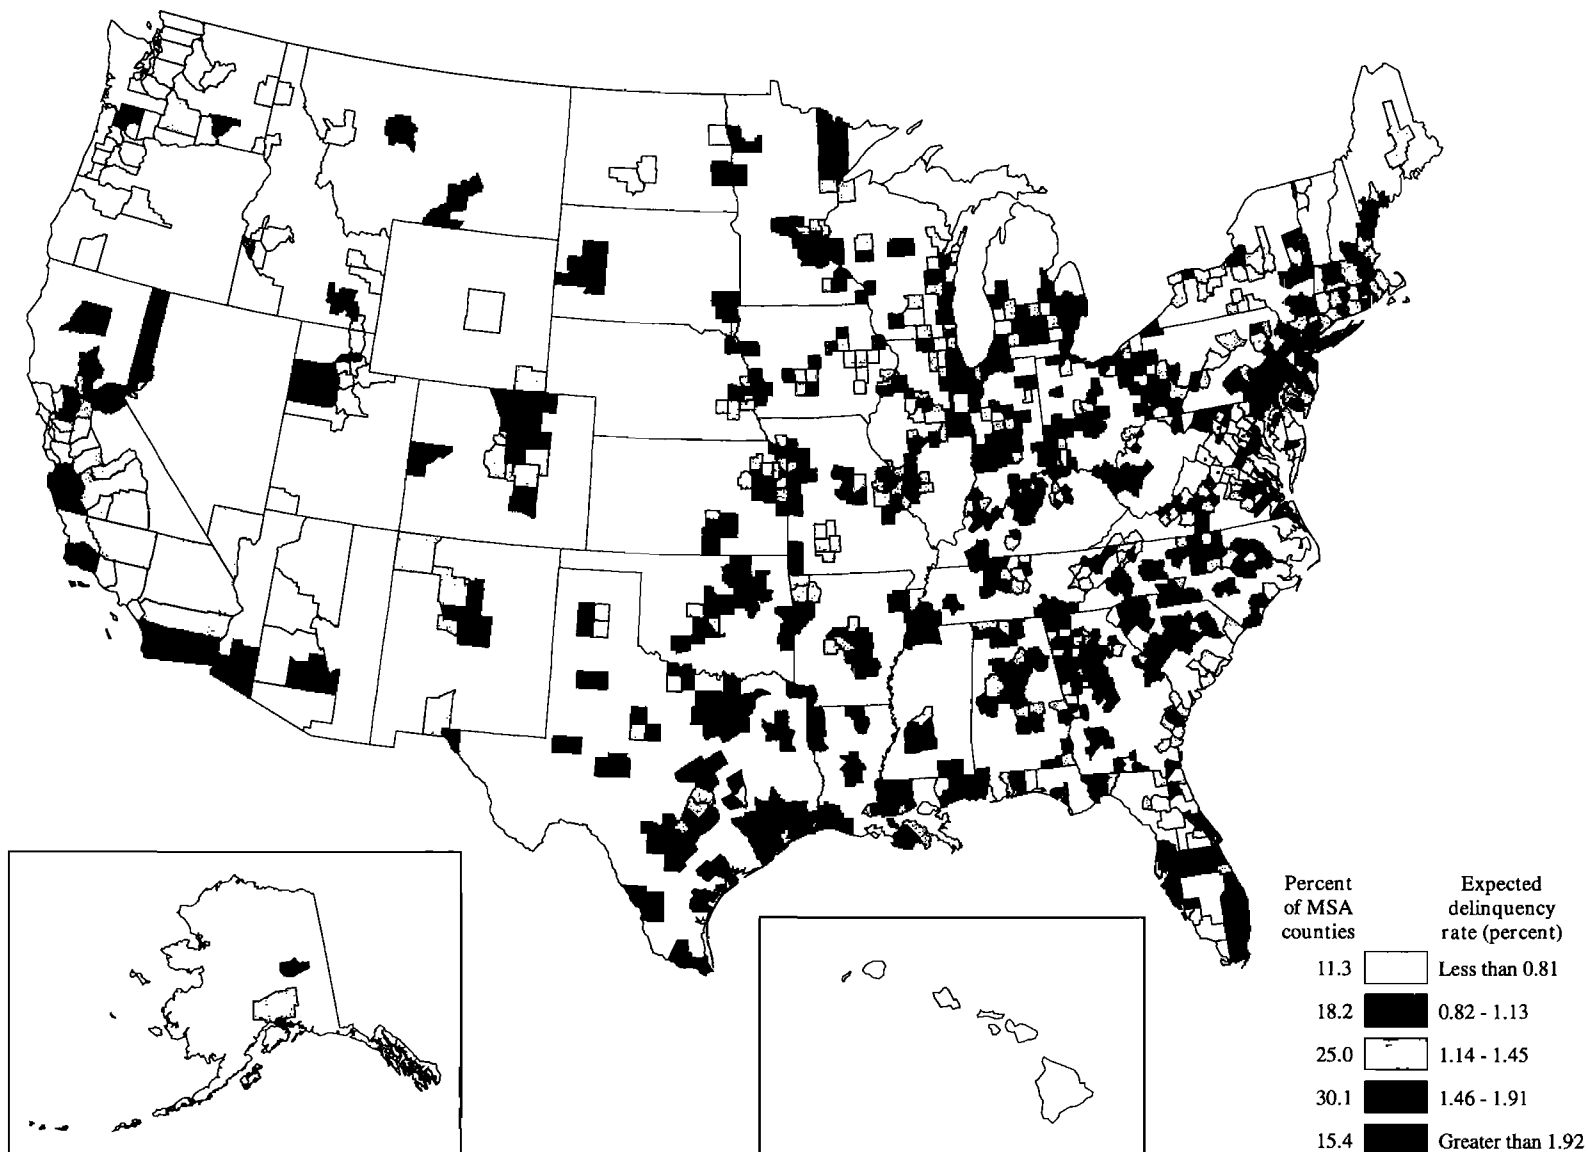 Percent
of MSA
counties
Expected
delinquency
rate (percent)
11.3 Less than 0.81
18.2 0.82 - 1.13
25.0 1.14 - 1.45
30.1 1.46 - 1.91
15.4 Greater than 1.92